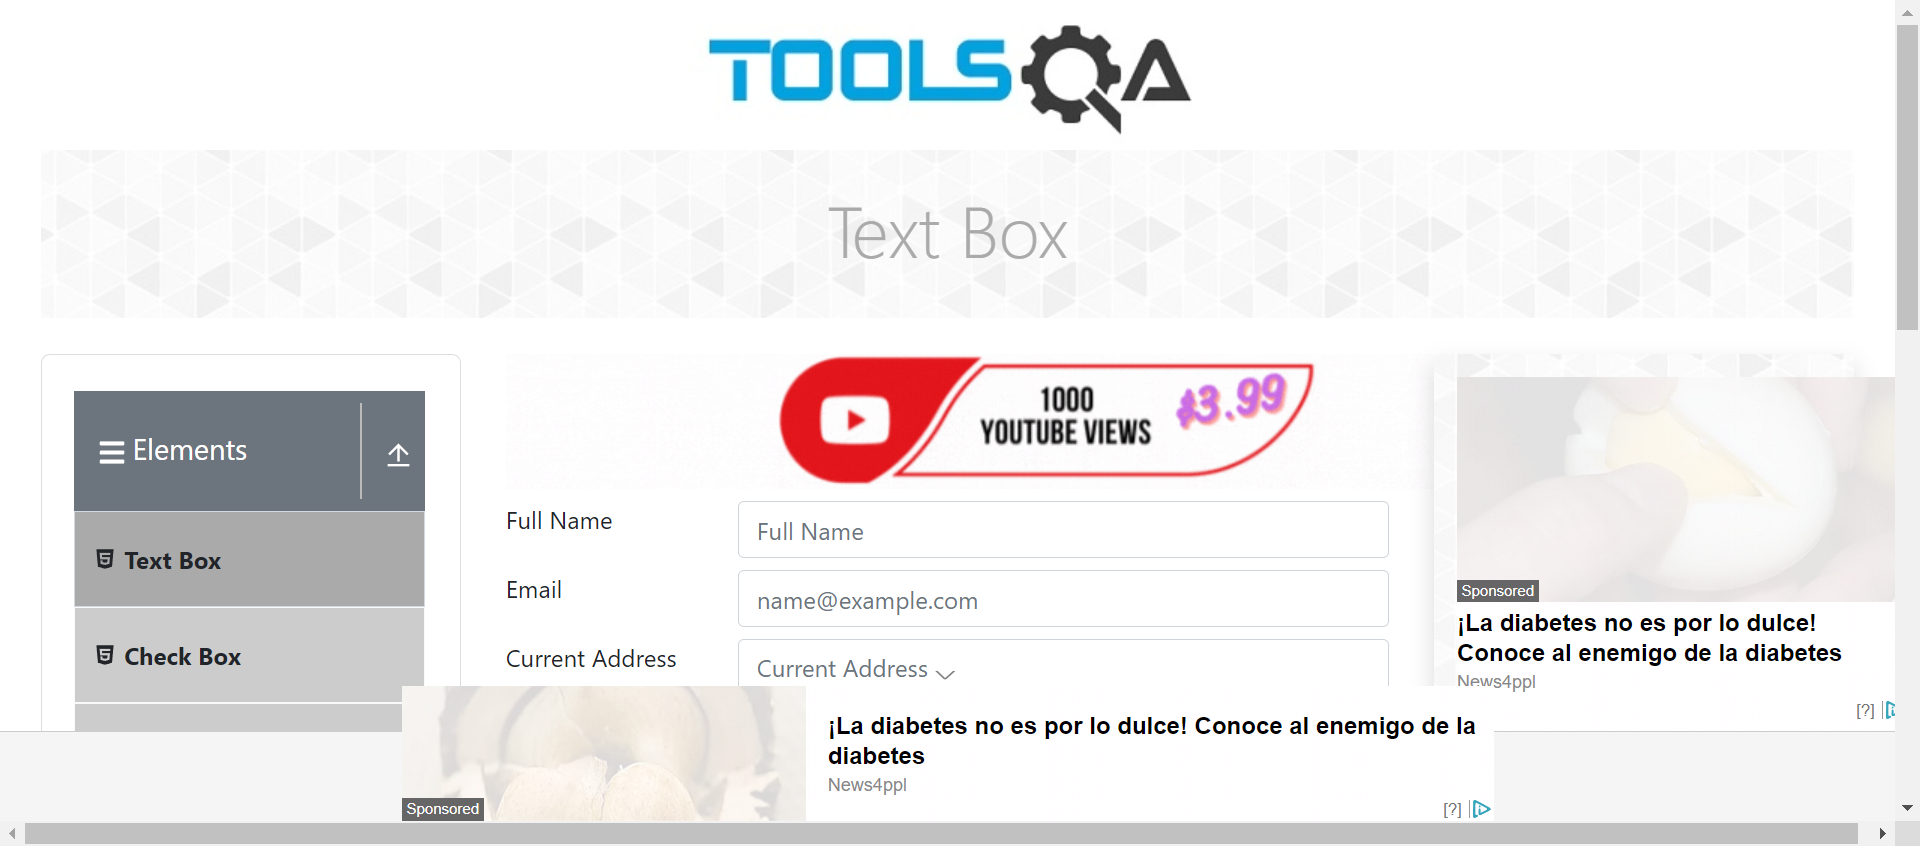 TOOLSQA
Text Box
Elements
Text Box
Check Box
1000
YOUTUBE VIEWS
$3.99
Full Name
Full Name
Email
name@example.com
Current Address
Current Address
Sponsored
¡La diabetes no es por lo dulce!
Conoce al enemigo de la diabetes
News4ppl
[?]
Sponsored
¡La diabetes no es por lo dulce! Conoce al enemigo de la
diabetes
News4ppl
[?]